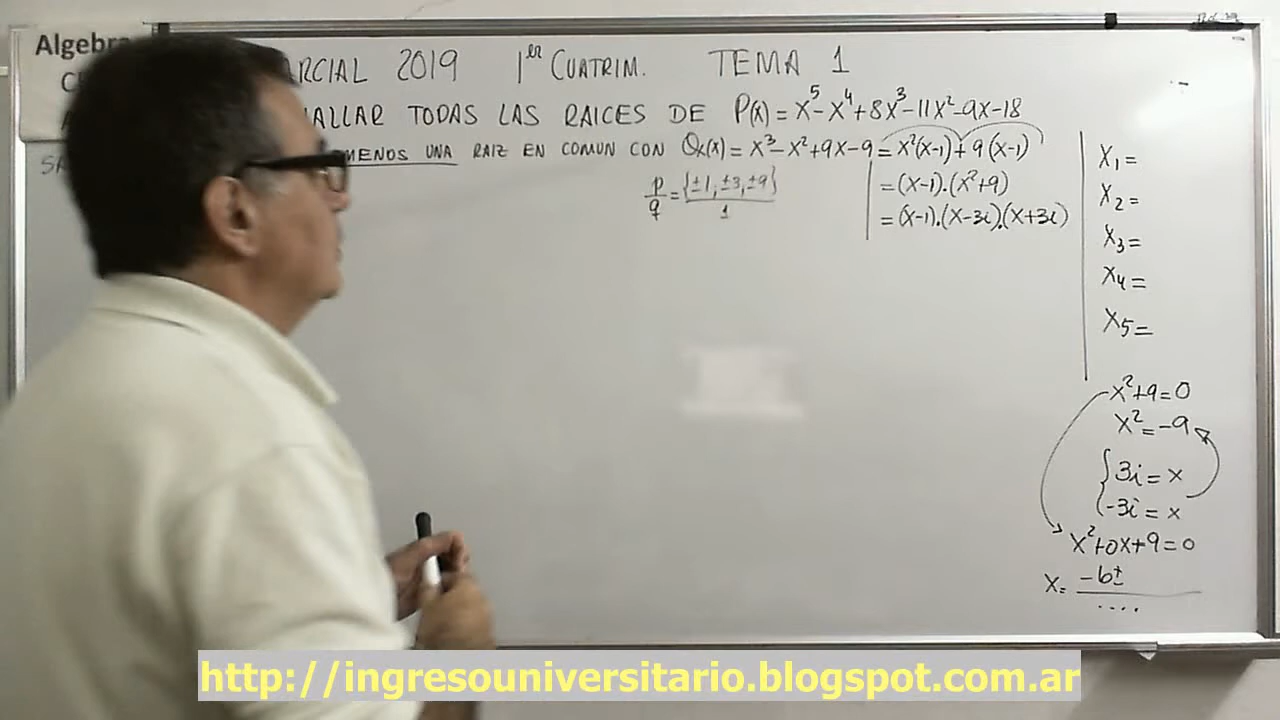 Algebra
ARCIAL 2019 1er CUATRIM. TEMA 1
HALLAR TODAS LAS RAICES DE P(x) = x⁵-x⁴+8x³-11x²-9x-18
MENOS UNA RAIZ EN COMUN CON Q(x) = x³-x²+9x-9 = x²(x-1)+9(x-1)
p/q = {±1, ±3, ±9}/1
= (x-1).(x²+9)
= (x-1).(x-3i).(x+3i)
x₁=
x₂=
x₃=
x₄=
x₅=
x²+9=0
x²=-9
3i=x
-3i=x
x²+0x+9=0
x= -b±
....
http://ingresouniversitario.blogspot.com.ar